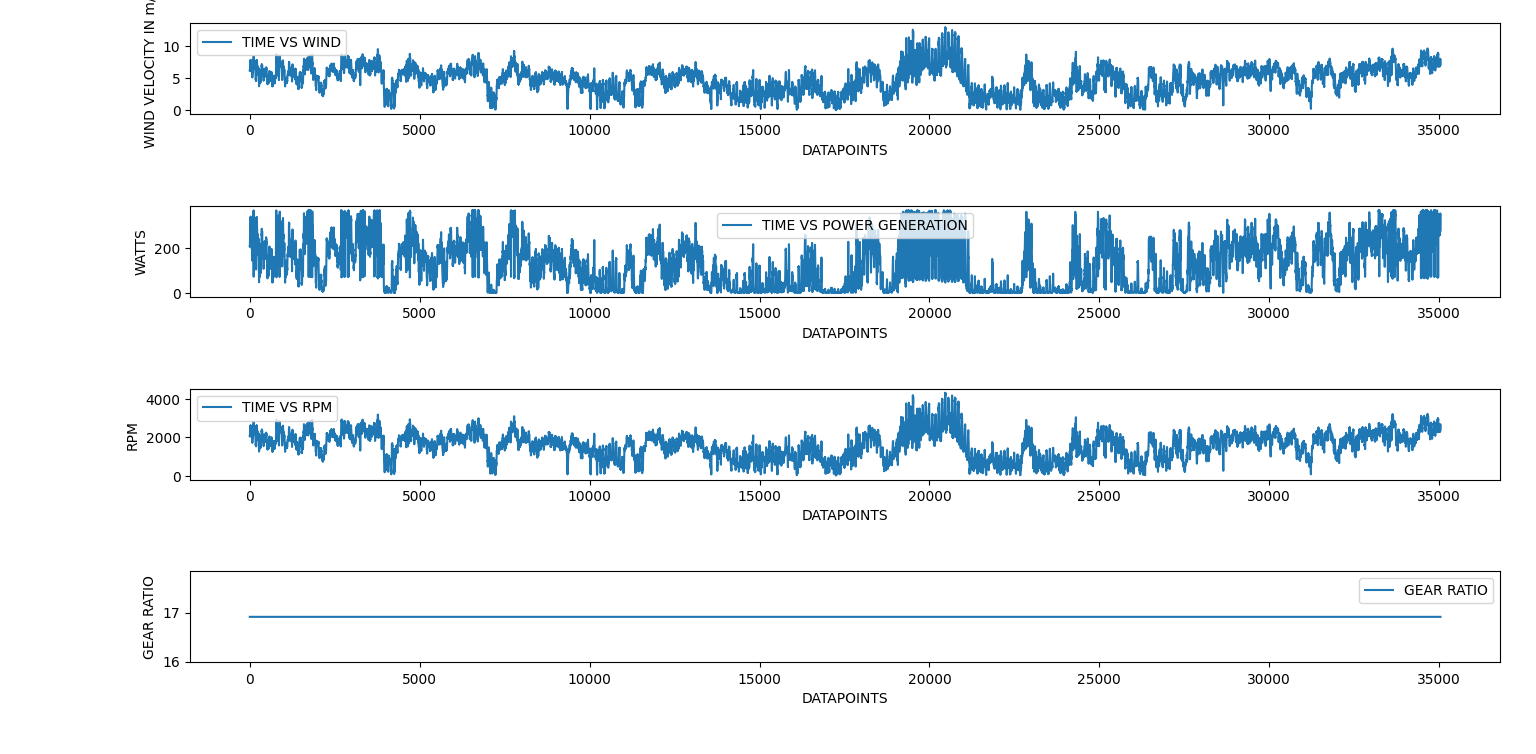 WIND VELOCITY IN m/
TIME VS WIND
10
5
0
0 5000 10000 15000 20000 25000 30000 35000
DATAPOINTS
WATTS
TIME VS POWER GENERATION
200
0
0 5000 10000 15000 20000 25000 30000 35000
DATAPOINTS
RPM
TIME VS RPM
4000
2000
0
0 5000 10000 15000 20000 25000 30000 35000
DATAPOINTS
GEAR RATIO
GEAR RATIO
17
16
0 5000 10000 15000 20000 25000 30000 35000
DATAPOINTS